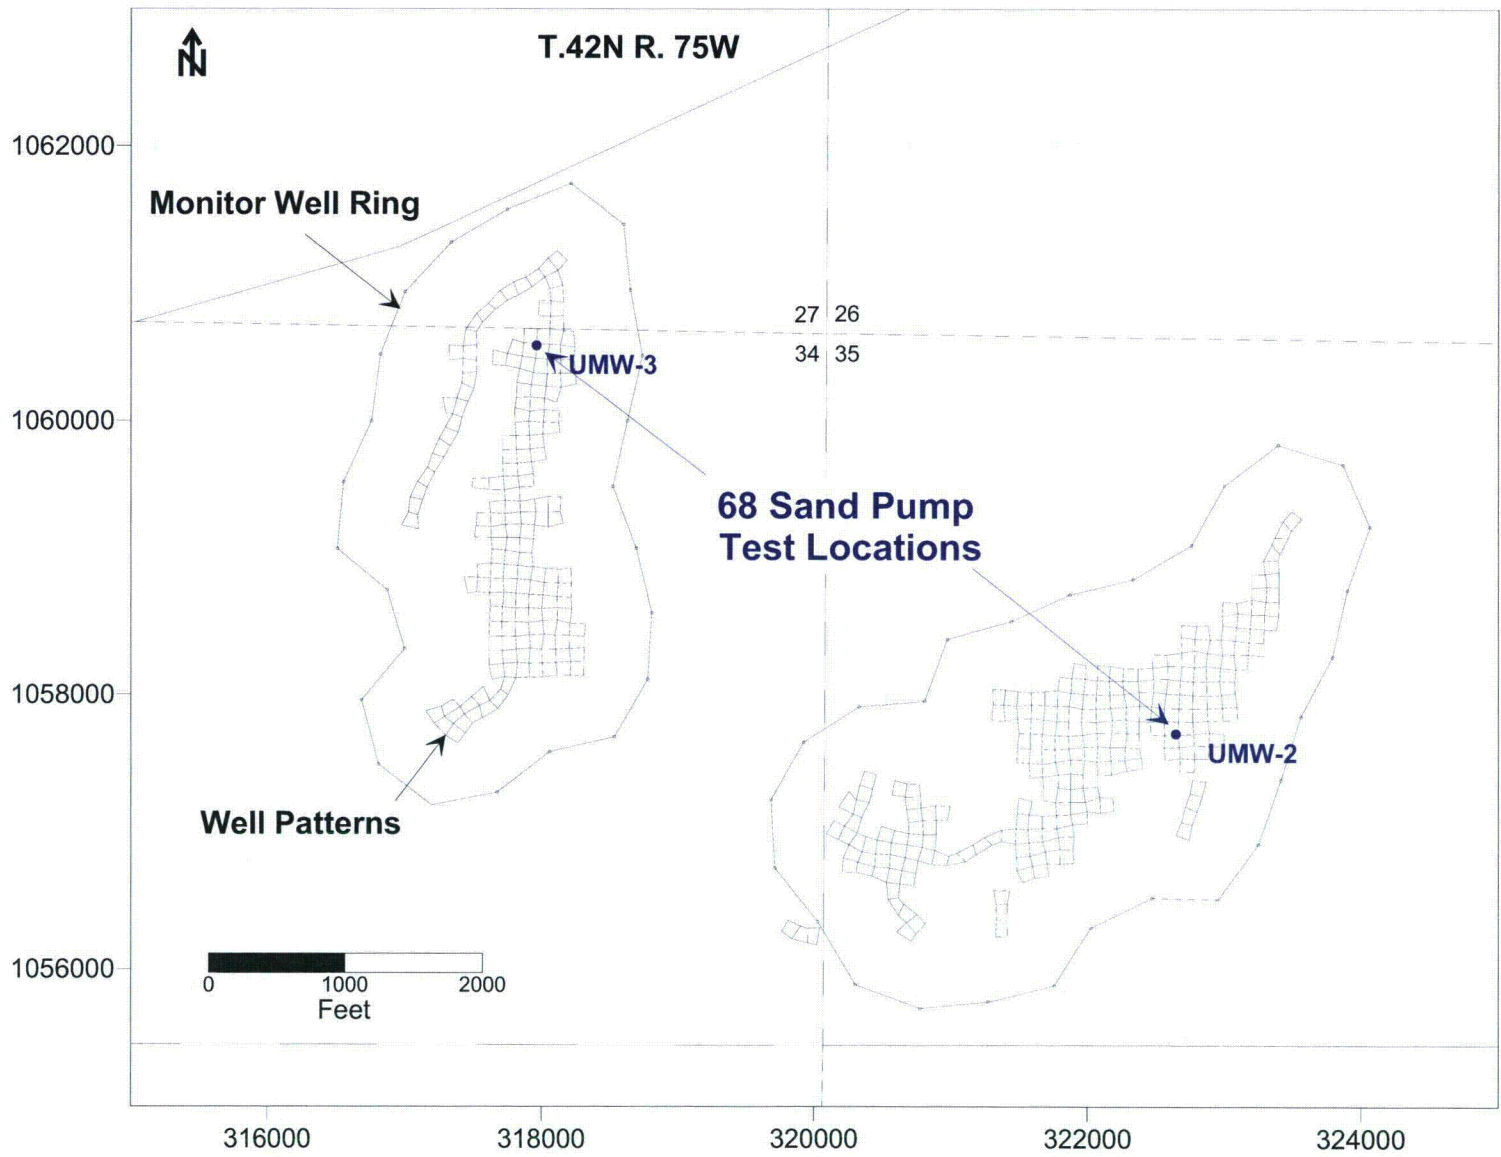 N
T.42N R. 75W
1062000
Monitor Well Ring
27 26
34 35
UMW-3
1060000
68 Sand Pump
Test Locations
1058000
UMW-2
Well Patterns
1056000
0 1000 2000
Feet
316000 318000 320000 322000 324000